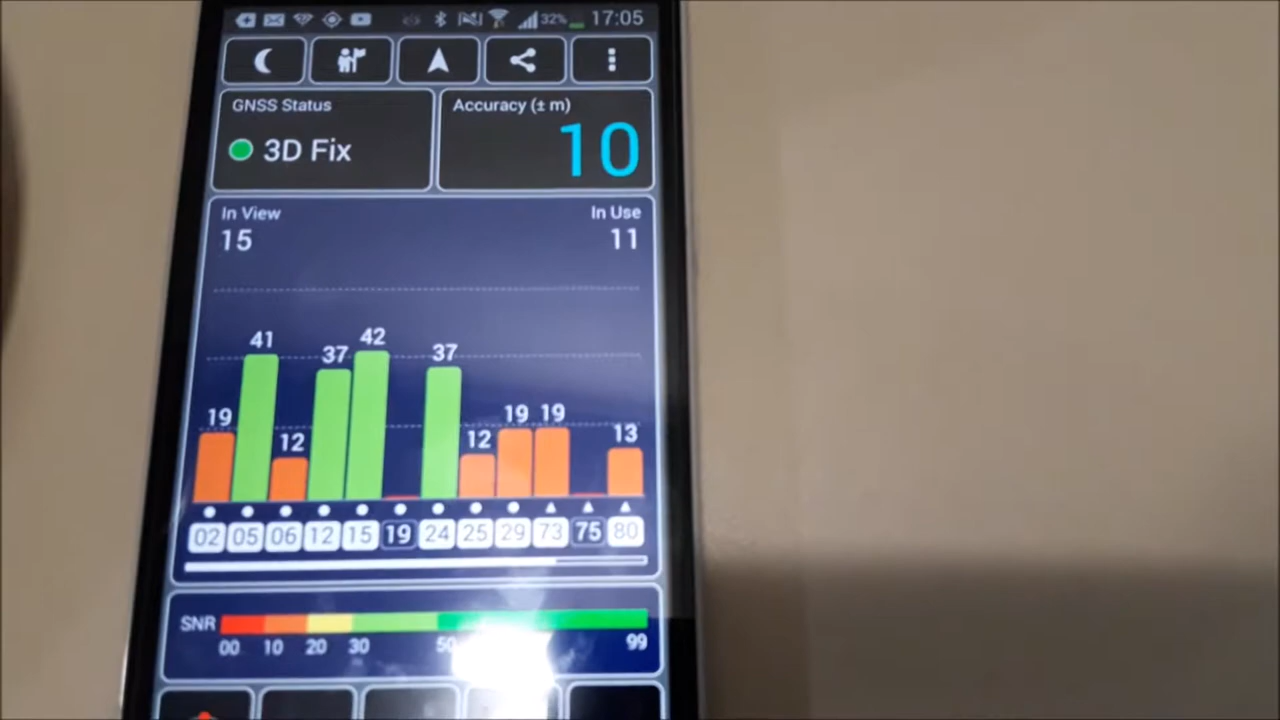 32% 17:05
GNSS Status
3D Fix
Accuracy (± m)
10
In View
15
In Use
11
19 41 12 37 42 37 12 19 19 13
02 05 06 12 15 19 24 25 29 73 75 80
SNR
00 10 20 30 50 99